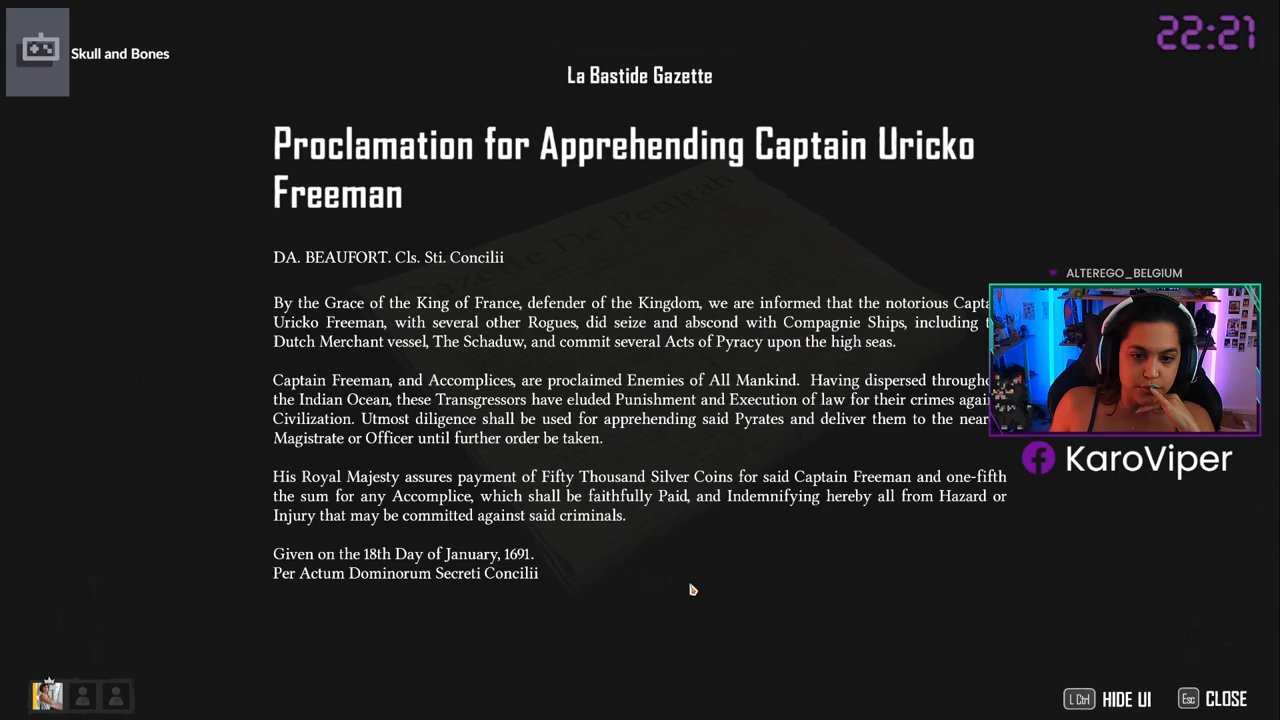 22:21
Skull and Bones
La Bastide Gazette
Proclamation for Apprehending Captain Uricko
Freeman
DA. BEAUFORT. Cls. Sti. Concilii
By the Grace of the King of France, defender of the Kingdom, we are informed that the notorious
Uricko Freeman, with several other Rogues, did seize and abscond with Compagnie Ships, including
Dutch Merchant vessel, The Schaduw, and commit several Acts of Pyracy upon the high seas.
Captain Freeman, and Accomplices, are proclaimed Enemies of All Mankind. Having dispersed
the Indian Ocean, these Transgressors have eluded Punishment and Execution of law for their crimes
Civilization. Utmost diligence shall be used for apprehending said Pyrates and deliver them to the
Magistrate or Officer until further order be taken.
His Royal Majesty assures payment of Fifty Thousand Silver Coins for said Captain Freeman and one-fifth
the sum for any Accomplice, which shall be faithfully Paid, and Indemnifying hereby all from Hazard or
Injury that may be committed against said criminals.
Given on the 18th Day of January, 1691.
Per Actum Dominorum Secreti Concilii
ALTEREGO_BELGIUM
KaroViper
L Ctrl HIDE UI
Esc CLOSE